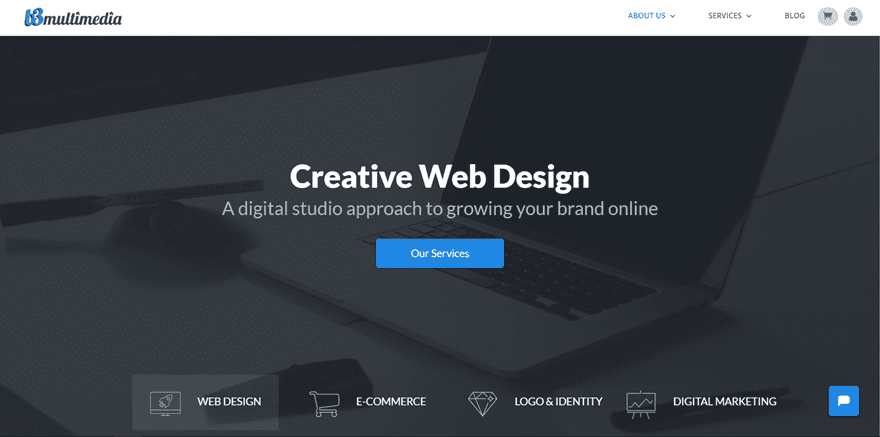 t3multimedia
ABOUT US
SERVICES
BLOG
Creative Web Design
A digital studio approach to growing your brand online
Our Services
WEB DESIGN
E-COMMERCE
LOGO & IDENTITY
DIGITAL MARKETING